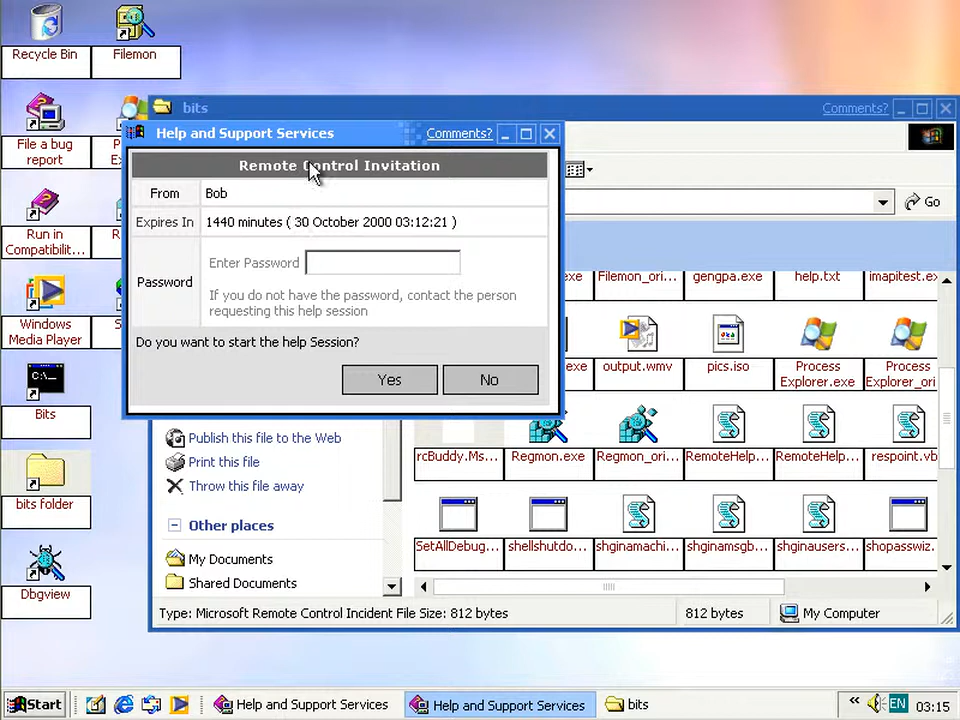 Recycle Bin
Filemon
File a bug
report
Run in
Compatibilit...
Windows
Media Player
Bits
bits folder
Dbgview
bits
Comments?
Help and Support Services
Comments?
Remote Control Invitation
From
Bob
Expires In
1440 minutes ( 30 October 2000 03:12:21 )
Password
Enter Password
If you do not have the password, contact the person
requesting this help session
Do you want to start the help Session?
Yes
No
Go
Filemon_ori...
gengpa.exe
help.txt
imapitest.ex
output.wmv
pics.iso
Process
Explorer.exe
Process
Explorer_ori
rcBuddy.Ms...
Regmon.exe
Regmon_ori...
RemoteHelp...
RemoteHelp...
respoint.vb
SetAllDebug...
shellshutdo...
shginamachi...
shginamsgb...
shginausers...
shopasswiz.
Publish this file to the Web
Print this file
Throw this file away
Other places
My Documents
Shared Documents
Type: Microsoft Remote Control Incident File Size: 812 bytes
812 bytes
My Computer
Start
Help and Support Services
Help and Support Services
bits
EN
03:15